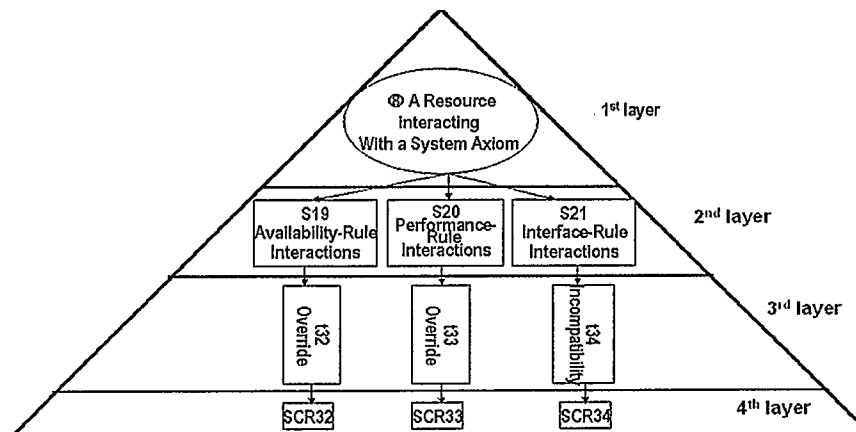 ⑧ A Resource
interacting
With a System Axiom
1st layer
S19
Availability-Rule
Interactions
S20
Performance-
Rule
Interactions
S21
Interface-Rule
Interactions
2nd layer
t32
Override
t33
Override
t34
Incompatibility
3rd layer
SCR32
SCR33
SCR34
4th layer